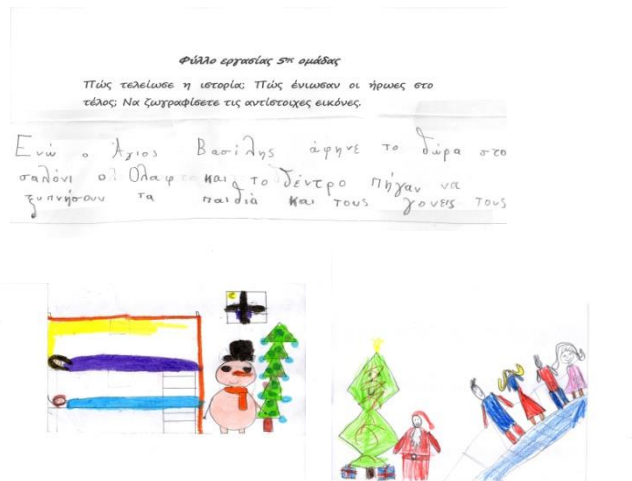 Φύλλο εργασίας 5ης ομάδας
Πώς τελείωσε η ιστορία; Πώς ένιωσαν οι ήρωες στο
τέλος; Να ζωγραφίσετε τις αντίστοιχες εικόνες.
Ενώ ο Άγιος Βασίλης άφηνε το δώρα στο
σαλόνι ο Όλαφ και το δέντρο πήγαν να
ξυπνήσουν τα παιδιά και τους γονείς τους